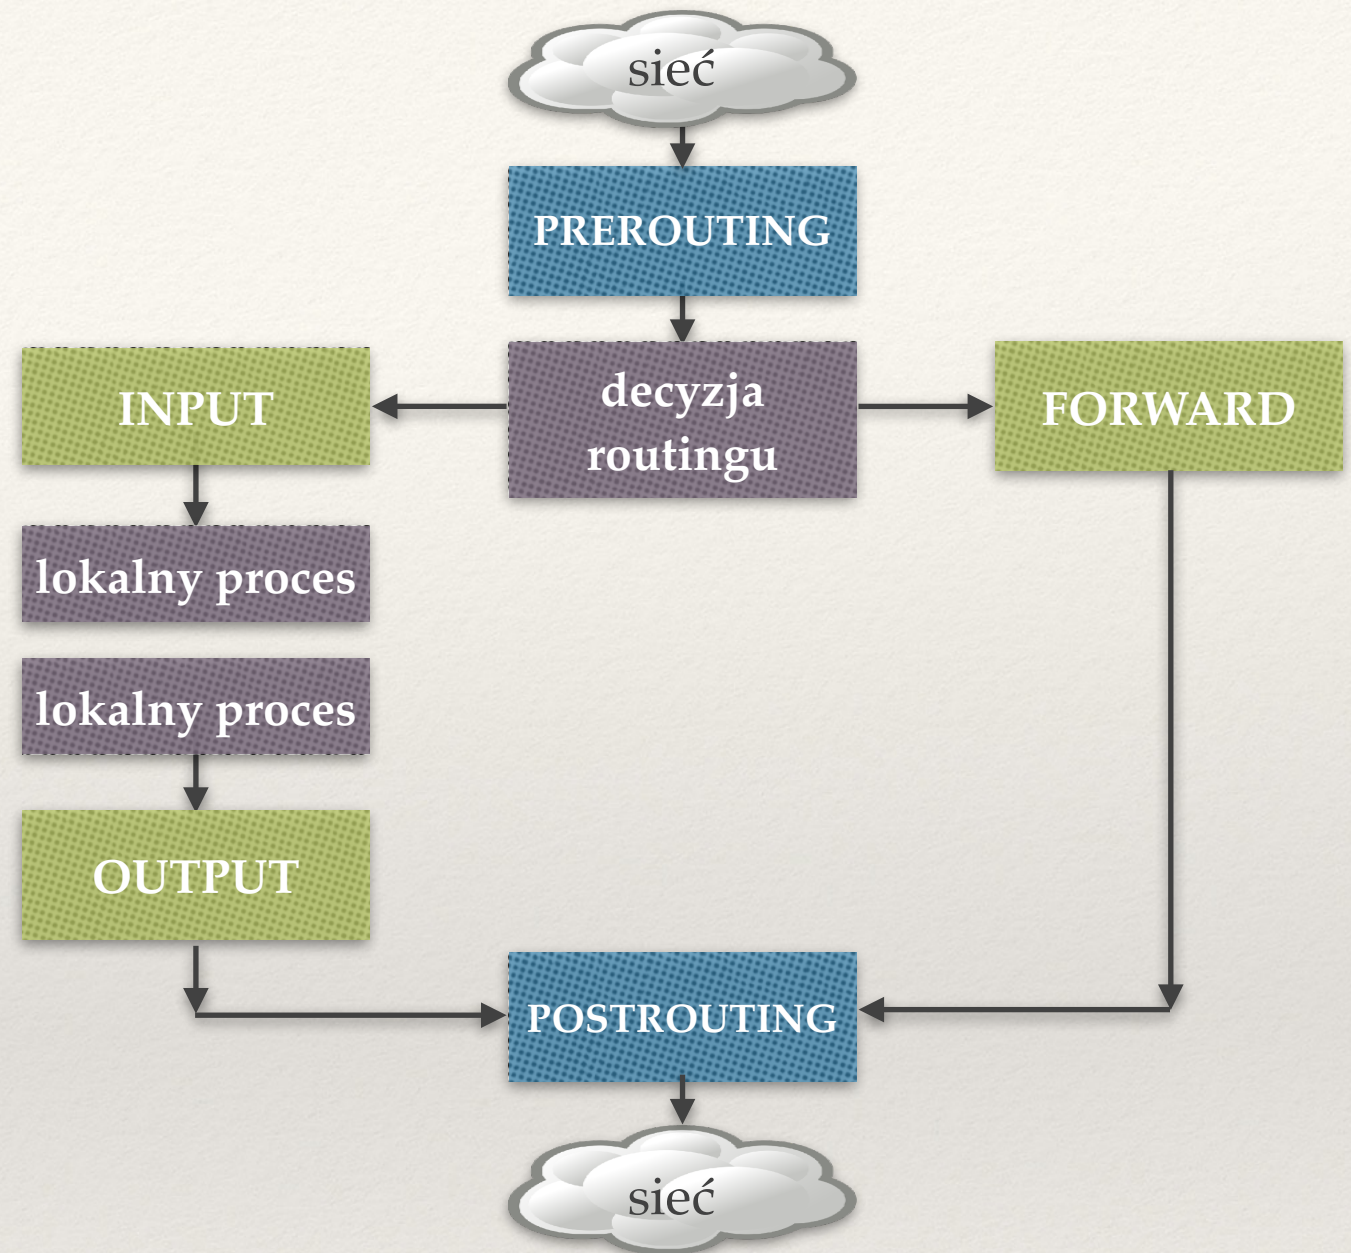 sieć
PREROUTING
INPUT
decyzja
routingu
FORWARD
lokalny proces
lokalny proces
OUTPUT
POSTROUTING
sieć